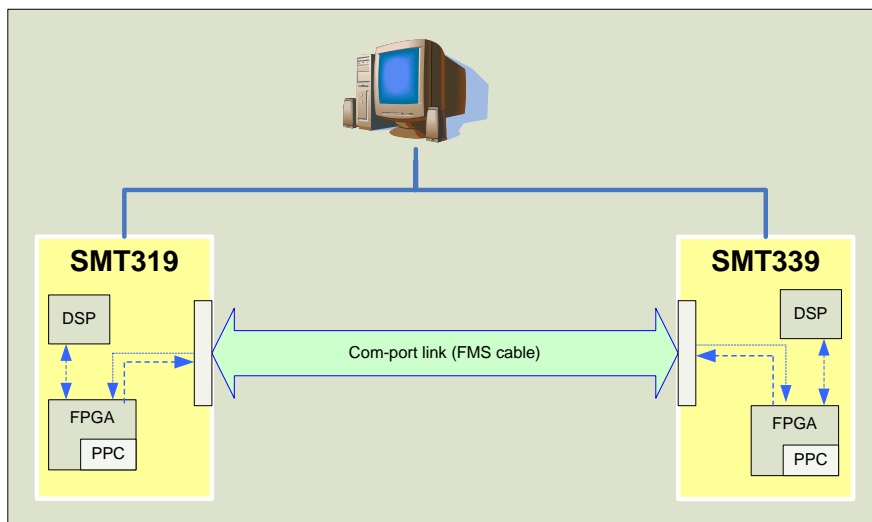 SMT319
SMT339
DSP
DSP
Com-port link (FMS cable)
FPGA
FPGA
PPC
PPC